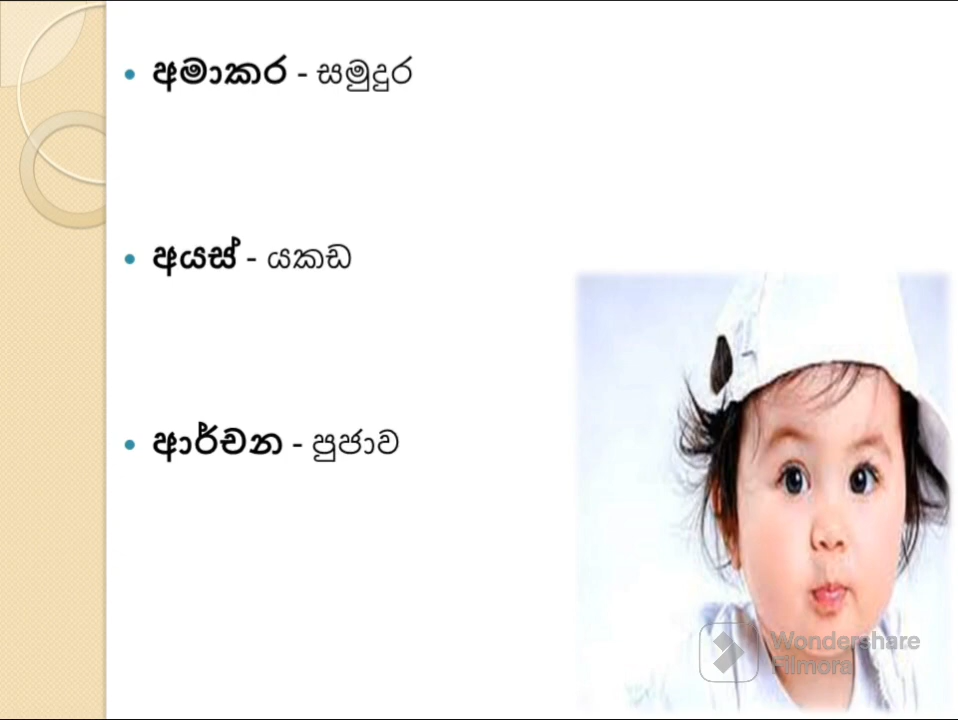 අමාකර - සමුදුර
අයස් - යකඩ
ආර්චන - පුජාව
Wondershare
Filmora